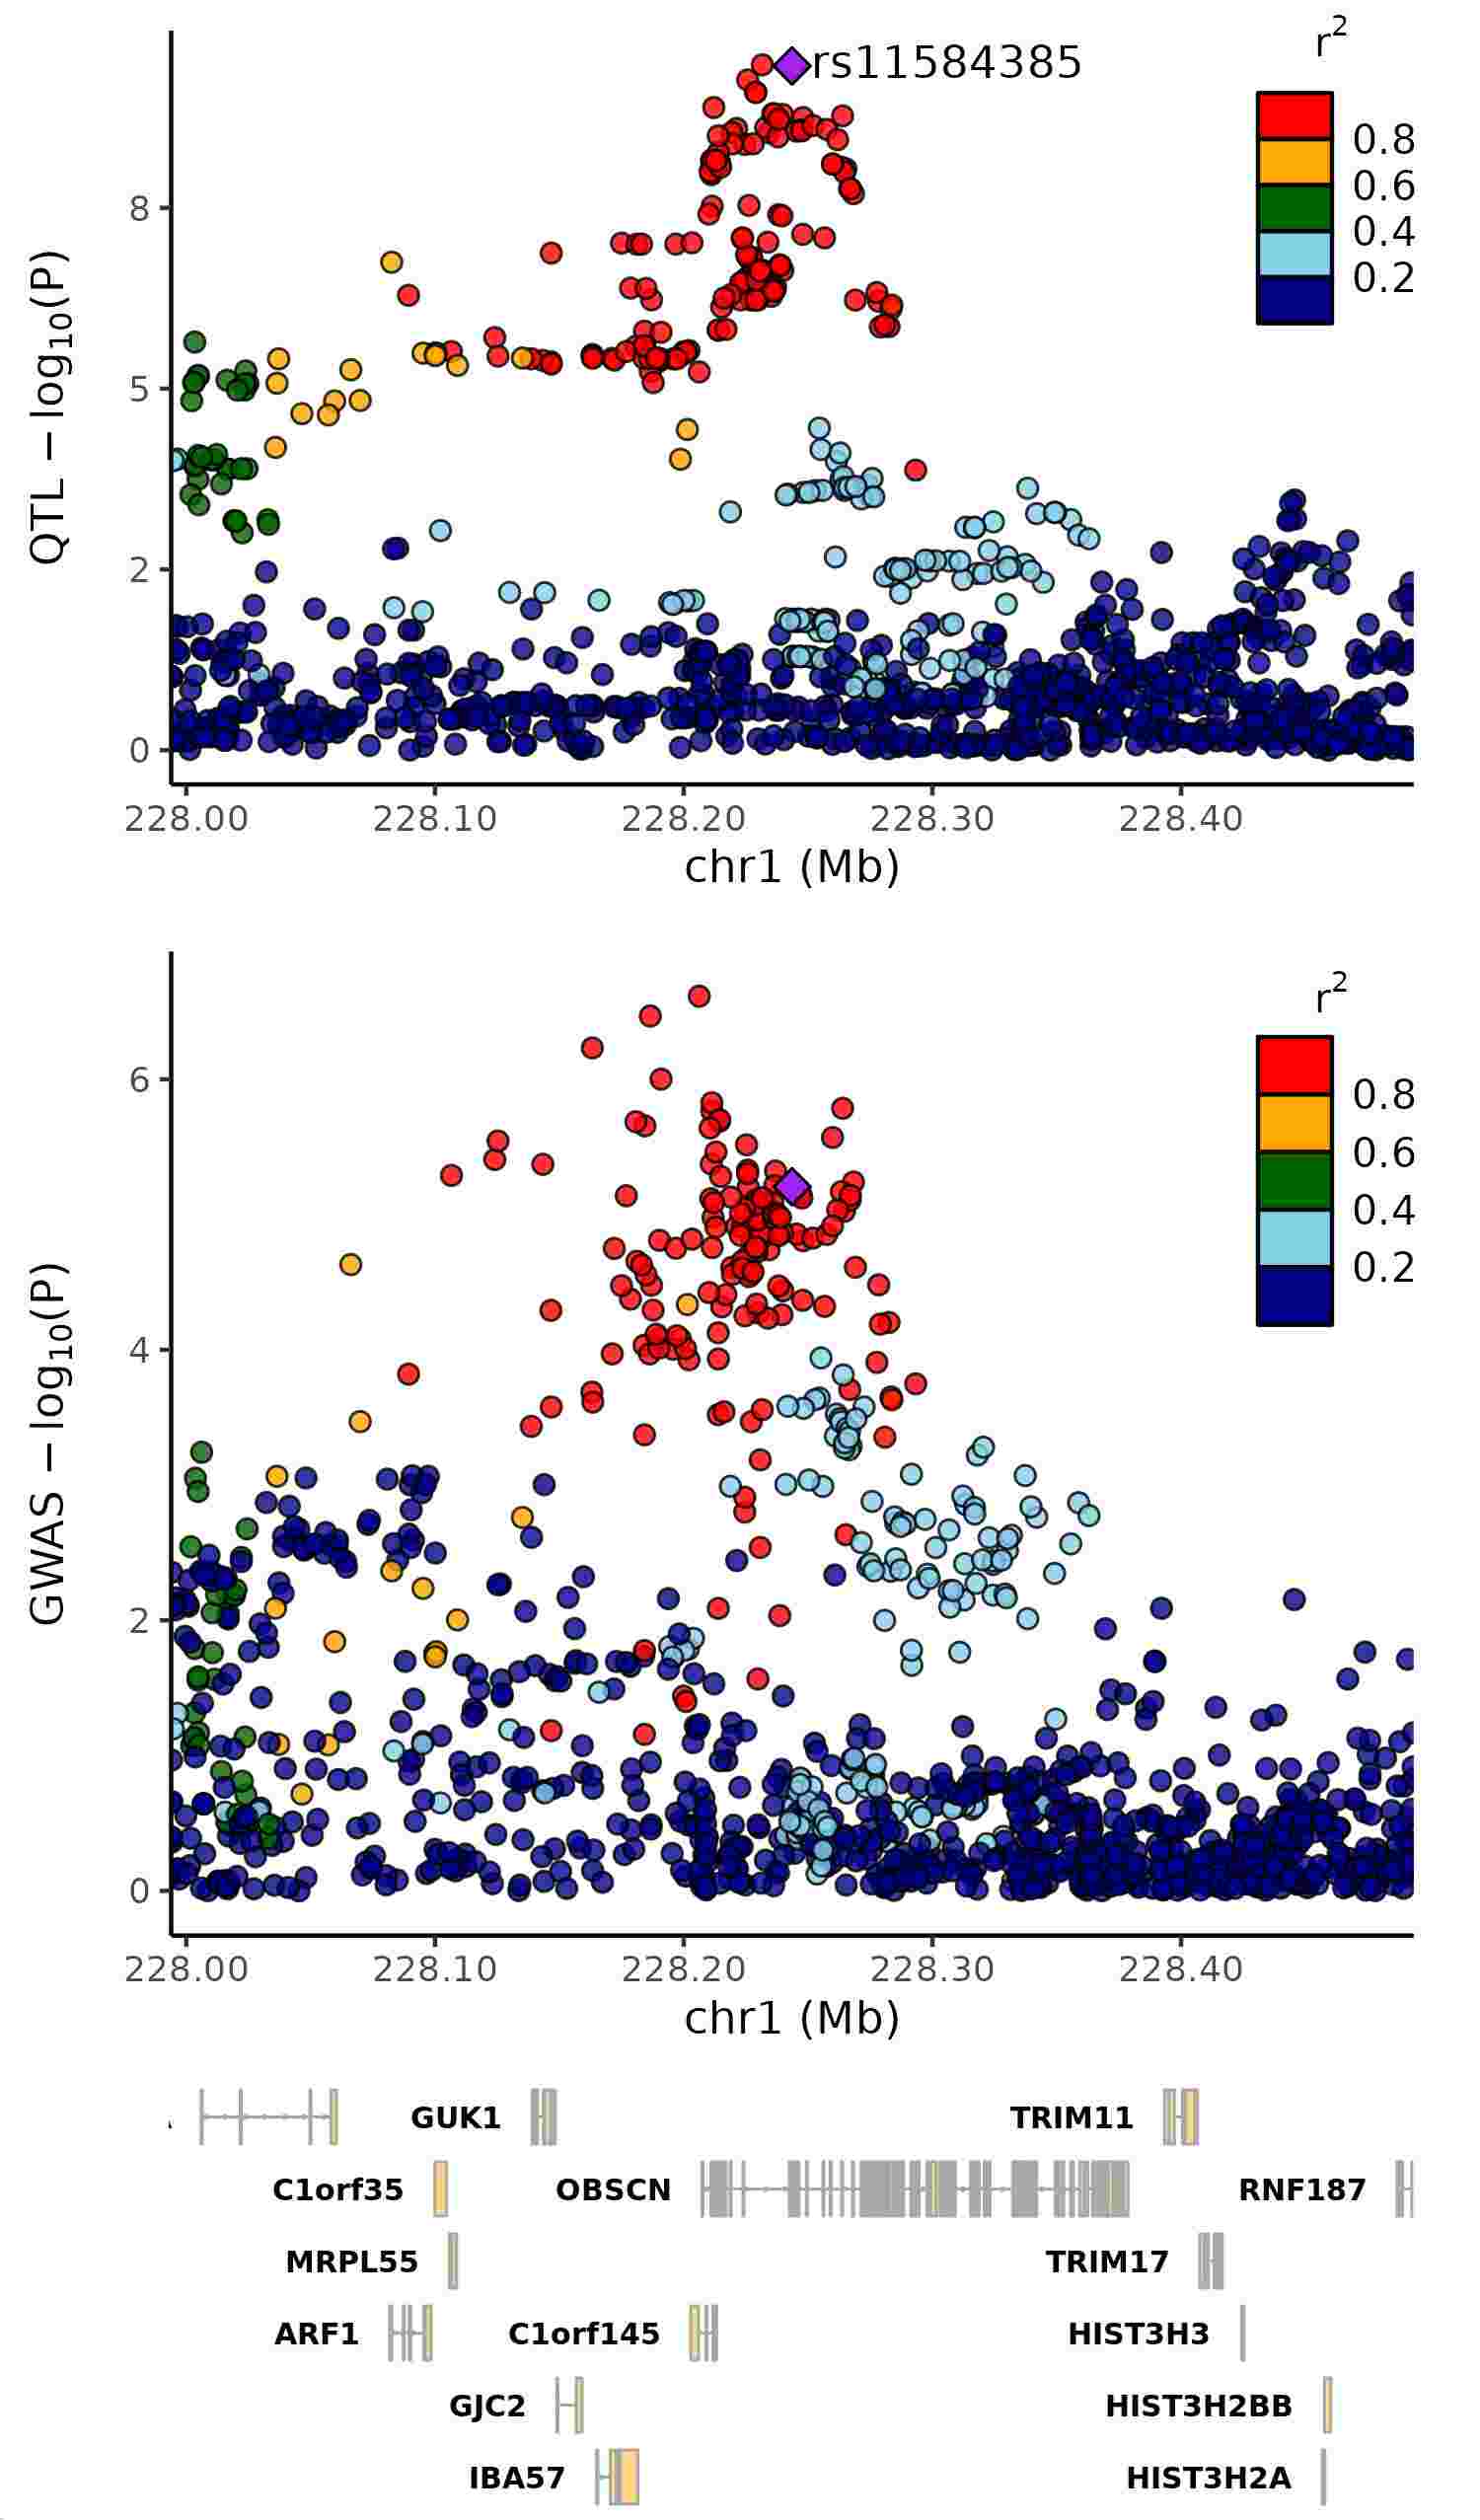 r2
rs11584385
0.8
0.6
0.4
0.2
8
5
2
0
QTL − log10(P)
228.00 228.10 228.20 228.30 228.40
chr1 (Mb)
r2
0.8
0.6
0.4
0.2
6
4
2
0
GWAS − log10(P)
228.00 228.10 228.20 228.30 228.40
chr1 (Mb)
GUK1 TRIM11
C1orf35 OBSCN RNF187
MRPL55 TRIM17
ARF1 C1orf145 HIST3H3
GJC2 HIST3H2BB
IBA57 HIST3H2A